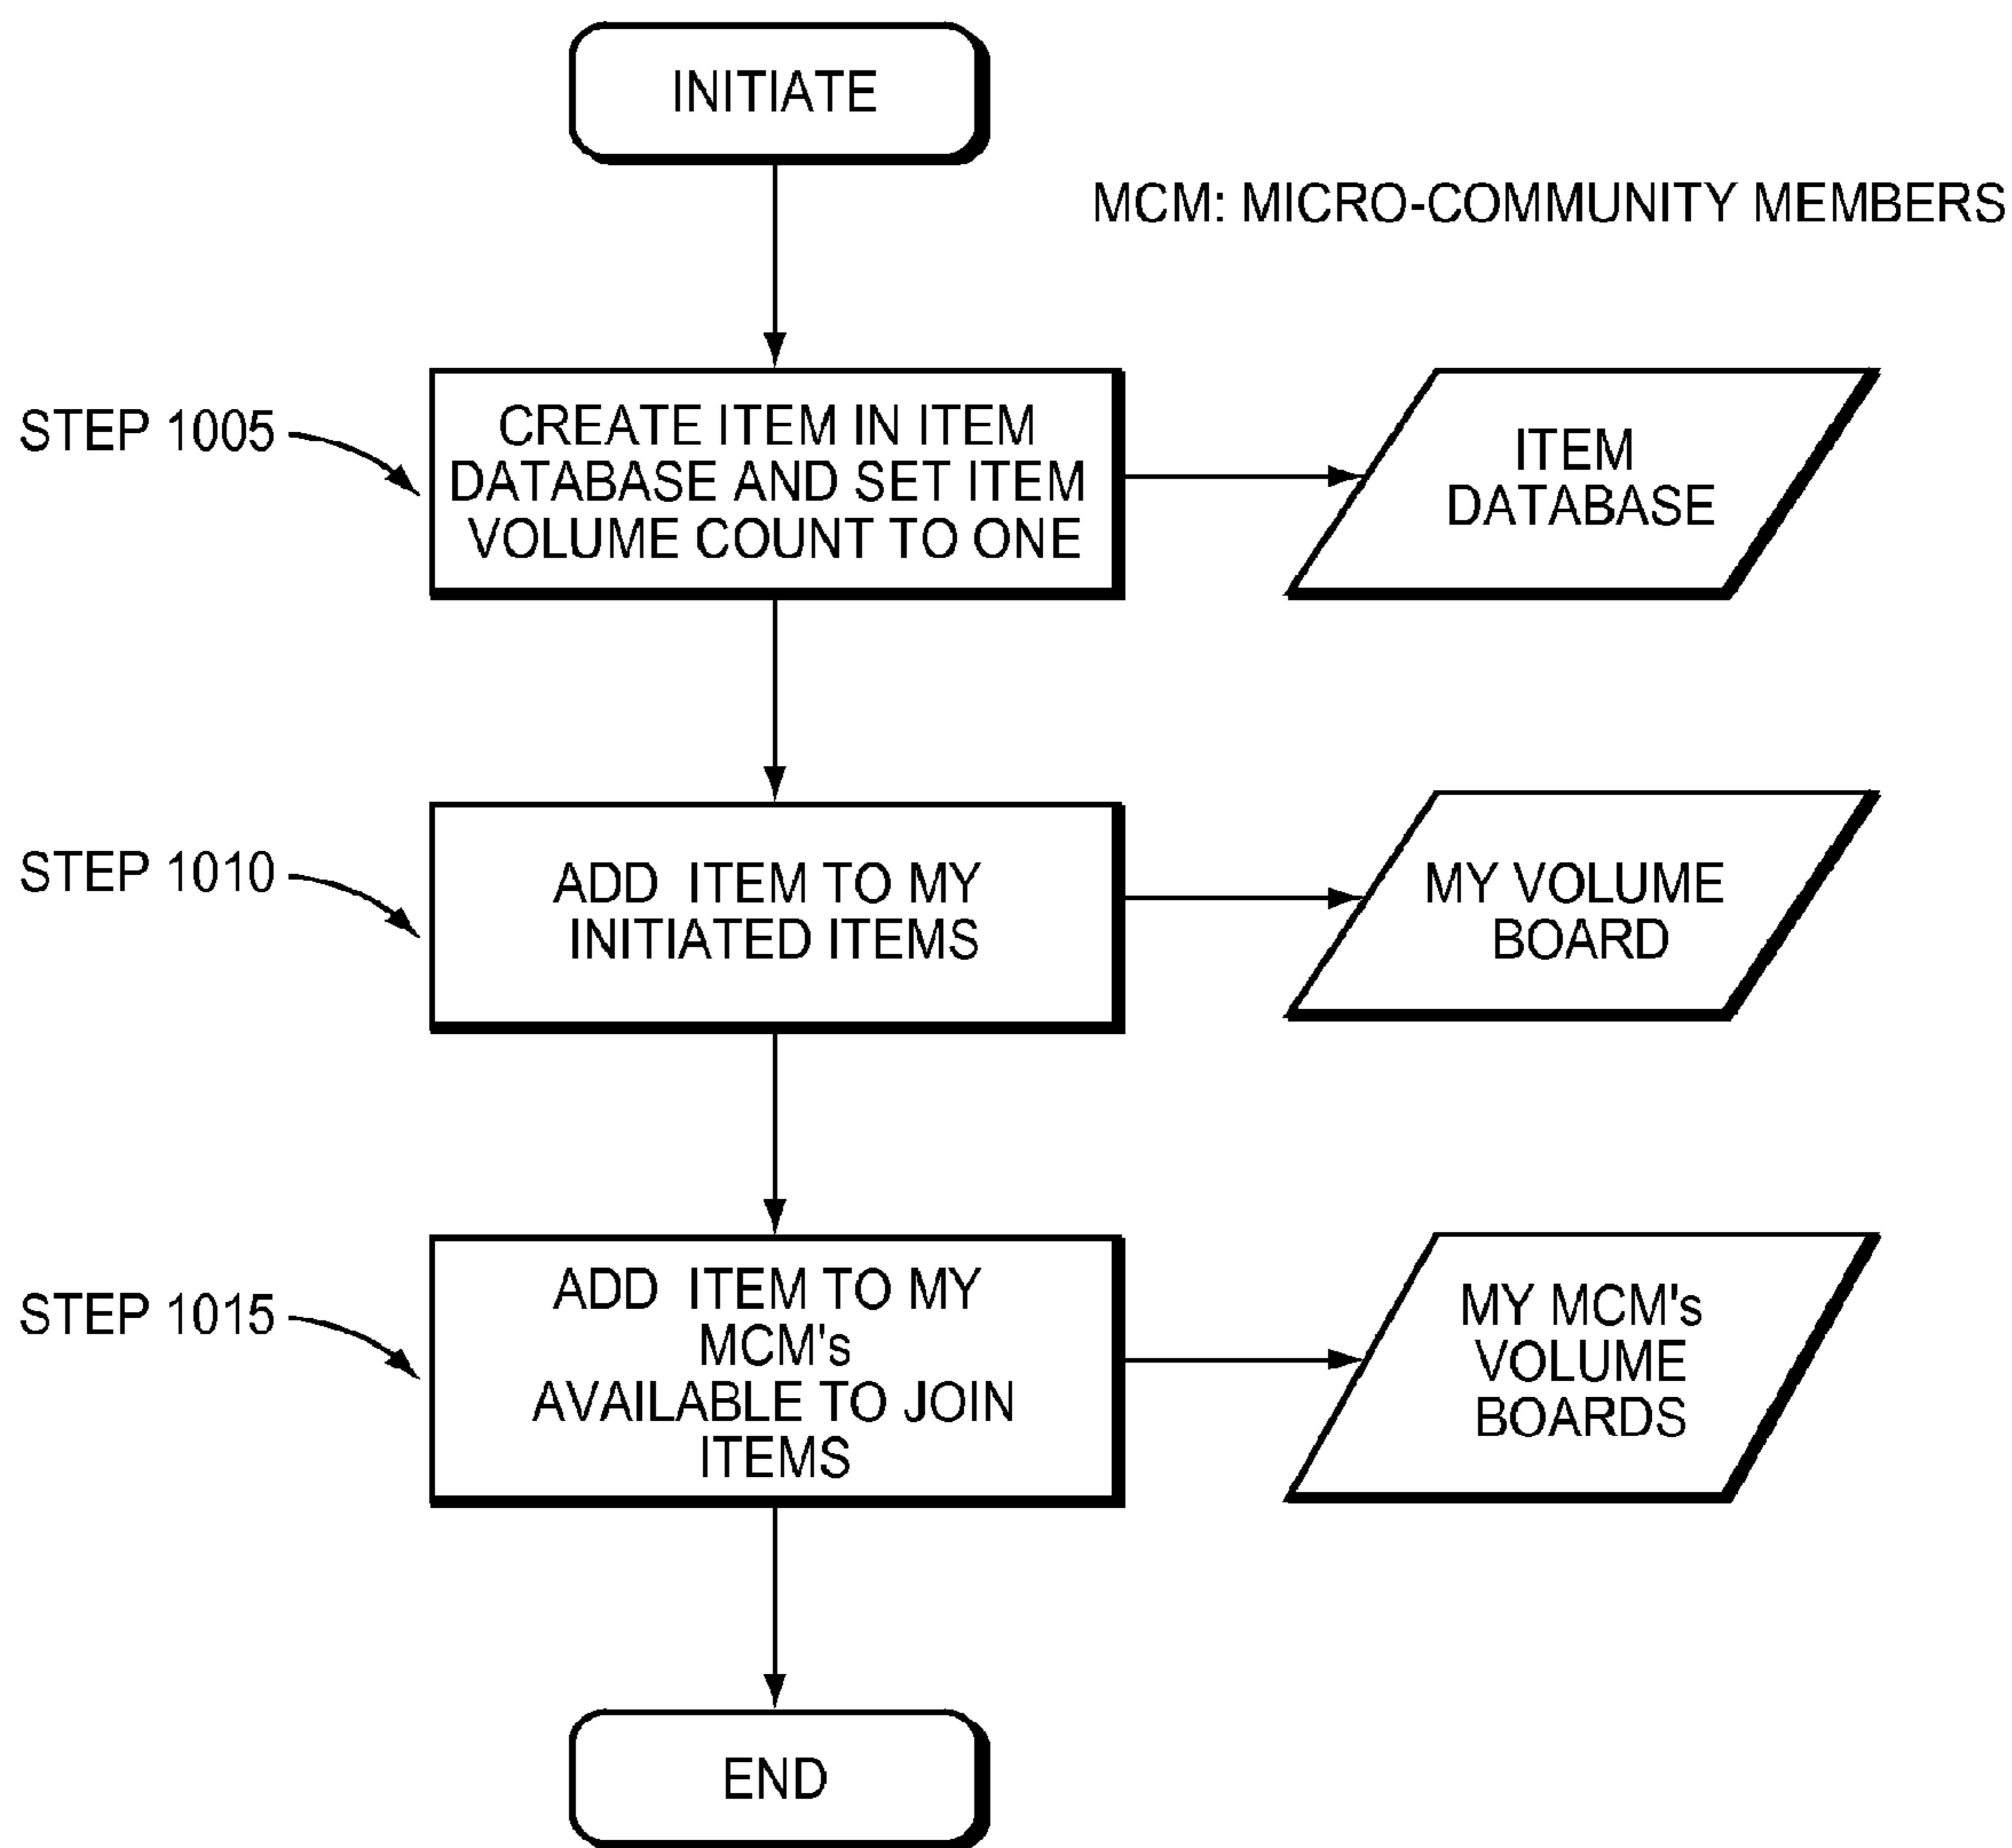 INITIATE
MCM: MICRO-COMMUNITY MEMBERS
STEP 1005
CREATE ITEM IN ITEM
DATABASE AND SET ITEM
VOLUME COUNT TO ONE
ITEM
DATABASE
STEP 1010
ADD ITEM TO MY
INITIATED ITEMS
MY VOLUME
BOARD
STEP 1015
ADD ITEM TO MY
MCM's
AVAILABLE TO JOIN
ITEMS
MY MCM's
VOLUME
BOARDS
END